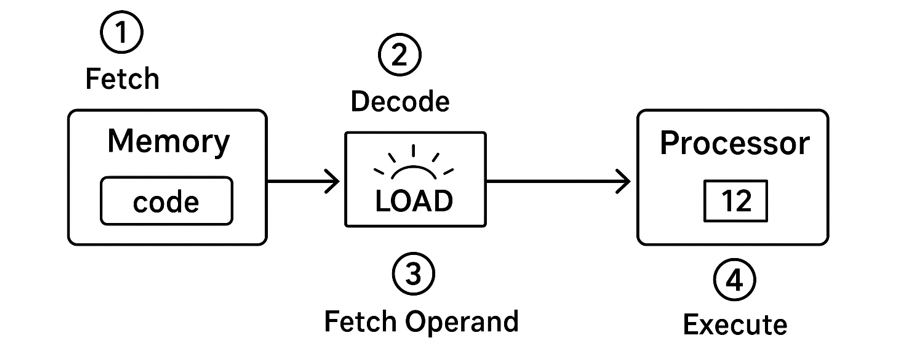 1
Fetch
Memory
code
2
Decode
LOAD
3
Fetch Operand
Processor
12
4
Execute